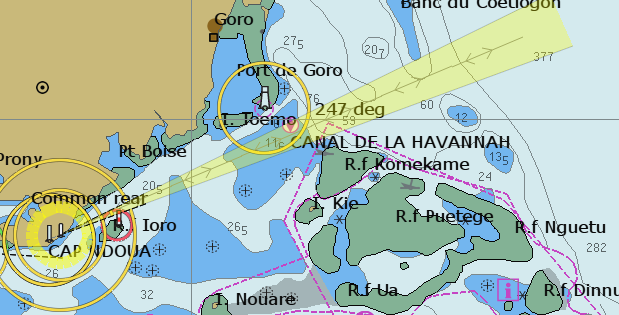 Banc du Coetlogon
Goro
27₅
20₇
377
Port de Goro
76
247 deg
60
12
I. Toemo
53
11₆
CANAL DE LA HAVANNAH
13₅
Pt. Boise
R.f Komekame
Prony
24
20₅
Common rear
I. Kie
R.f Puetege
R. Ioro
26₅
R.f Nguetu
CAP NDOUA
282
26
32
I. Nouare
R.f Ua
R.f Dinnu